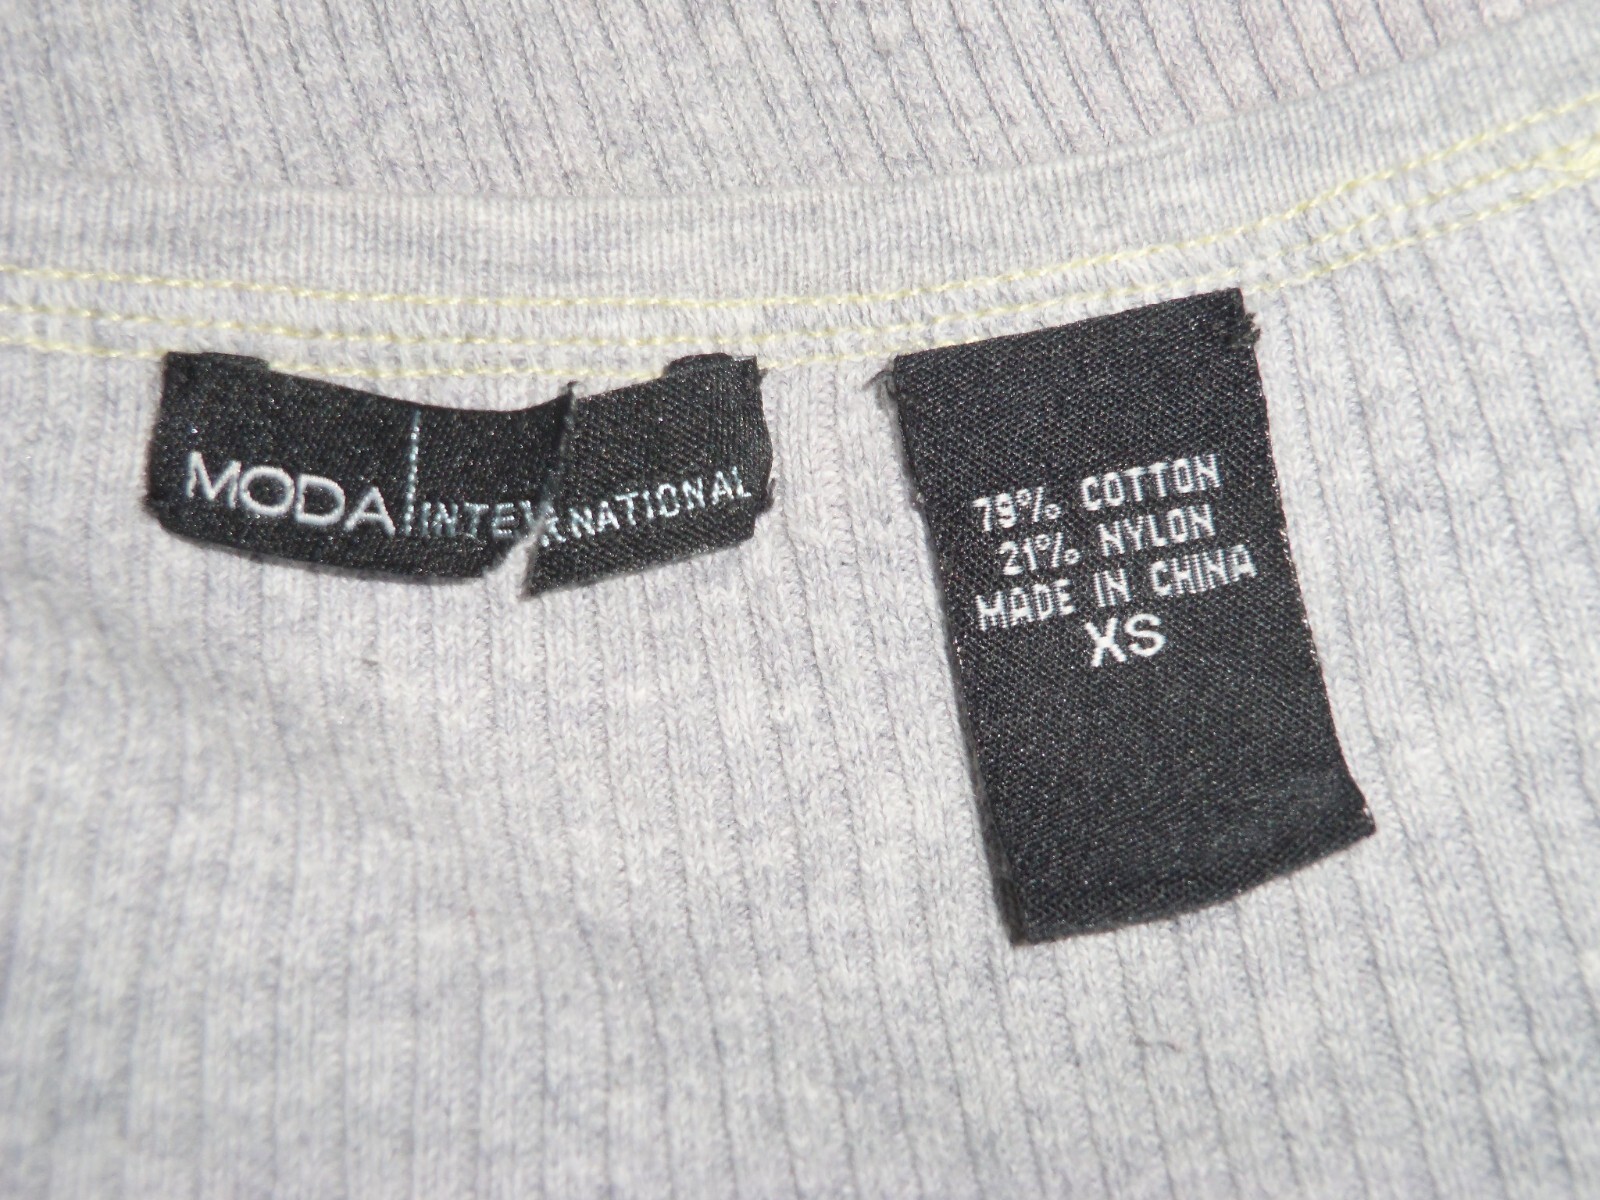 MODA INTERNATIONAL
79% COTTON
21% NYLON
MADE IN CHINA
XS